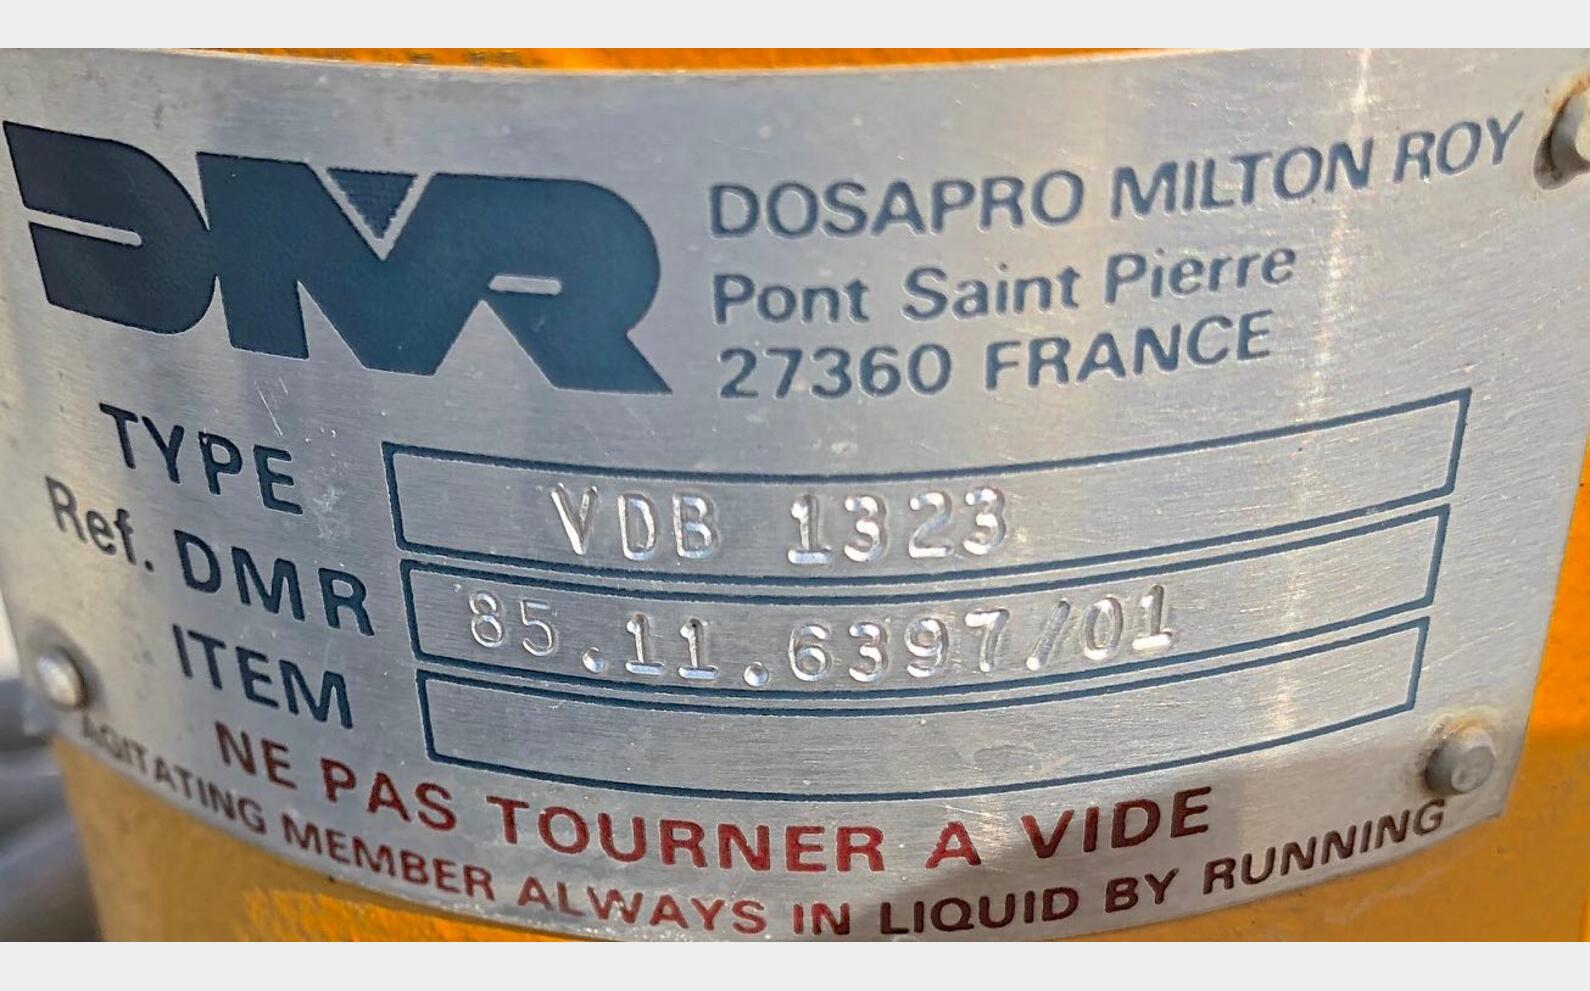 DMR
DOSAPRO MILTON ROY
Pont Saint Pierre
27360 FRANCE
TYPE VDB 1323
Ref. DMR 85.11.6397/01
ITEM
NE PAS TOURNER A VIDE
AGITATING MEMBER ALWAYS IN LIQUID BY RUNNING